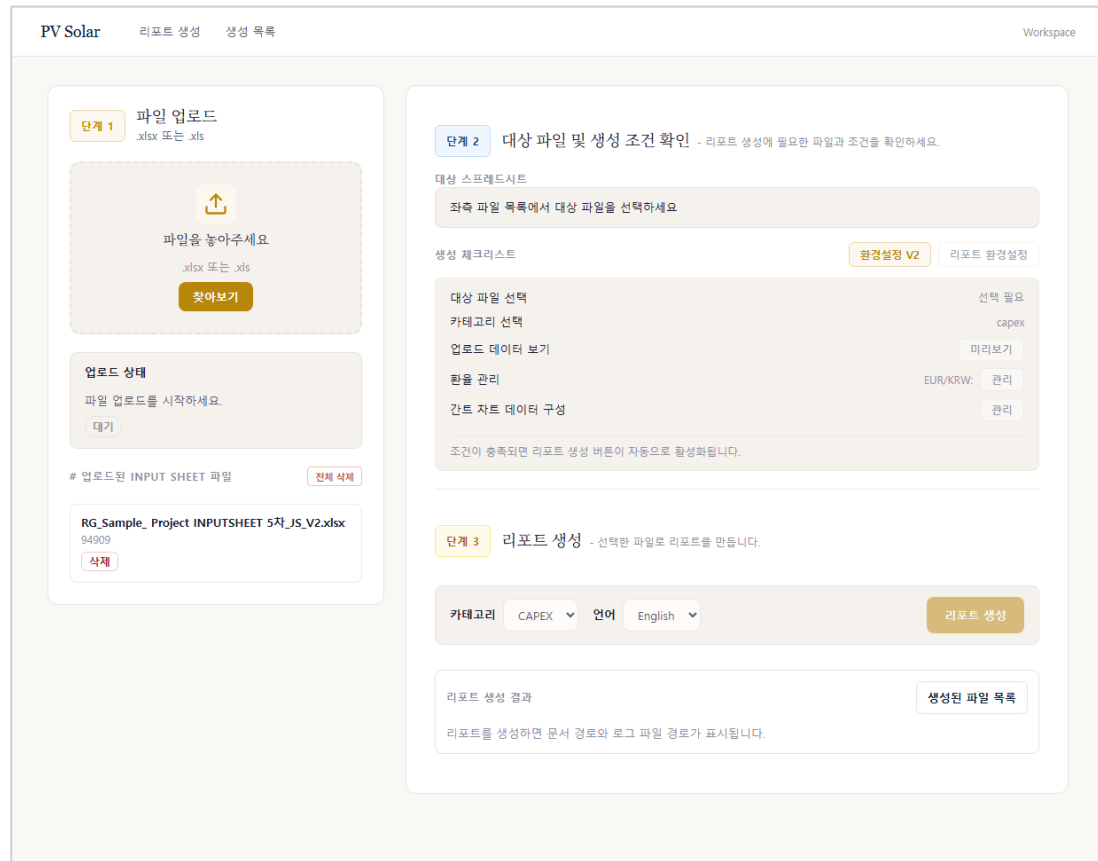 PV Solar 리포트 생성 생성 목록 Workspace
단계 1 파일 업로드
.xlsx 또는 .xls
파일을 놓아주세요
.xlsx 또는 .xls
찾아보기
업로드 상태
파일 업로드를 시작하세요.
대기
# 업로드된 INPUT SHEET 파일 전체 삭제
RG_Sample_ Project INPUTSHEET 5차_JS_V2.xlsx
94909
삭제
단계 2 대상 파일 및 생성 조건 확인 - 리포트 생성에 필요한 파일과 조건을 확인하세요.
대상 스프레드시트
좌측 파일 목록에서 대상 파일을 선택하세요
생성 체크리스트 환경설정 V2 리포트 환경설정
대상 파일 선택 선택 필요
카테고리 선택 capex
업로드 데이터 보기 미리보기
환율 관리 EUR/KRW: 관리
간트 차트 데이터 구성 관리
조건이 충족되면 리포트 생성 버튼이 자동으로 활성화됩니다.
단계 3 리포트 생성 - 선택한 파일로 리포트를 만듭니다.
카테고리 CAPEX 언어 English 리포트 생성
리포트 생성 결과 생성된 파일 목록
리포트를 생성하면 문서 경로와 로그 파일 경로가 표시됩니다.